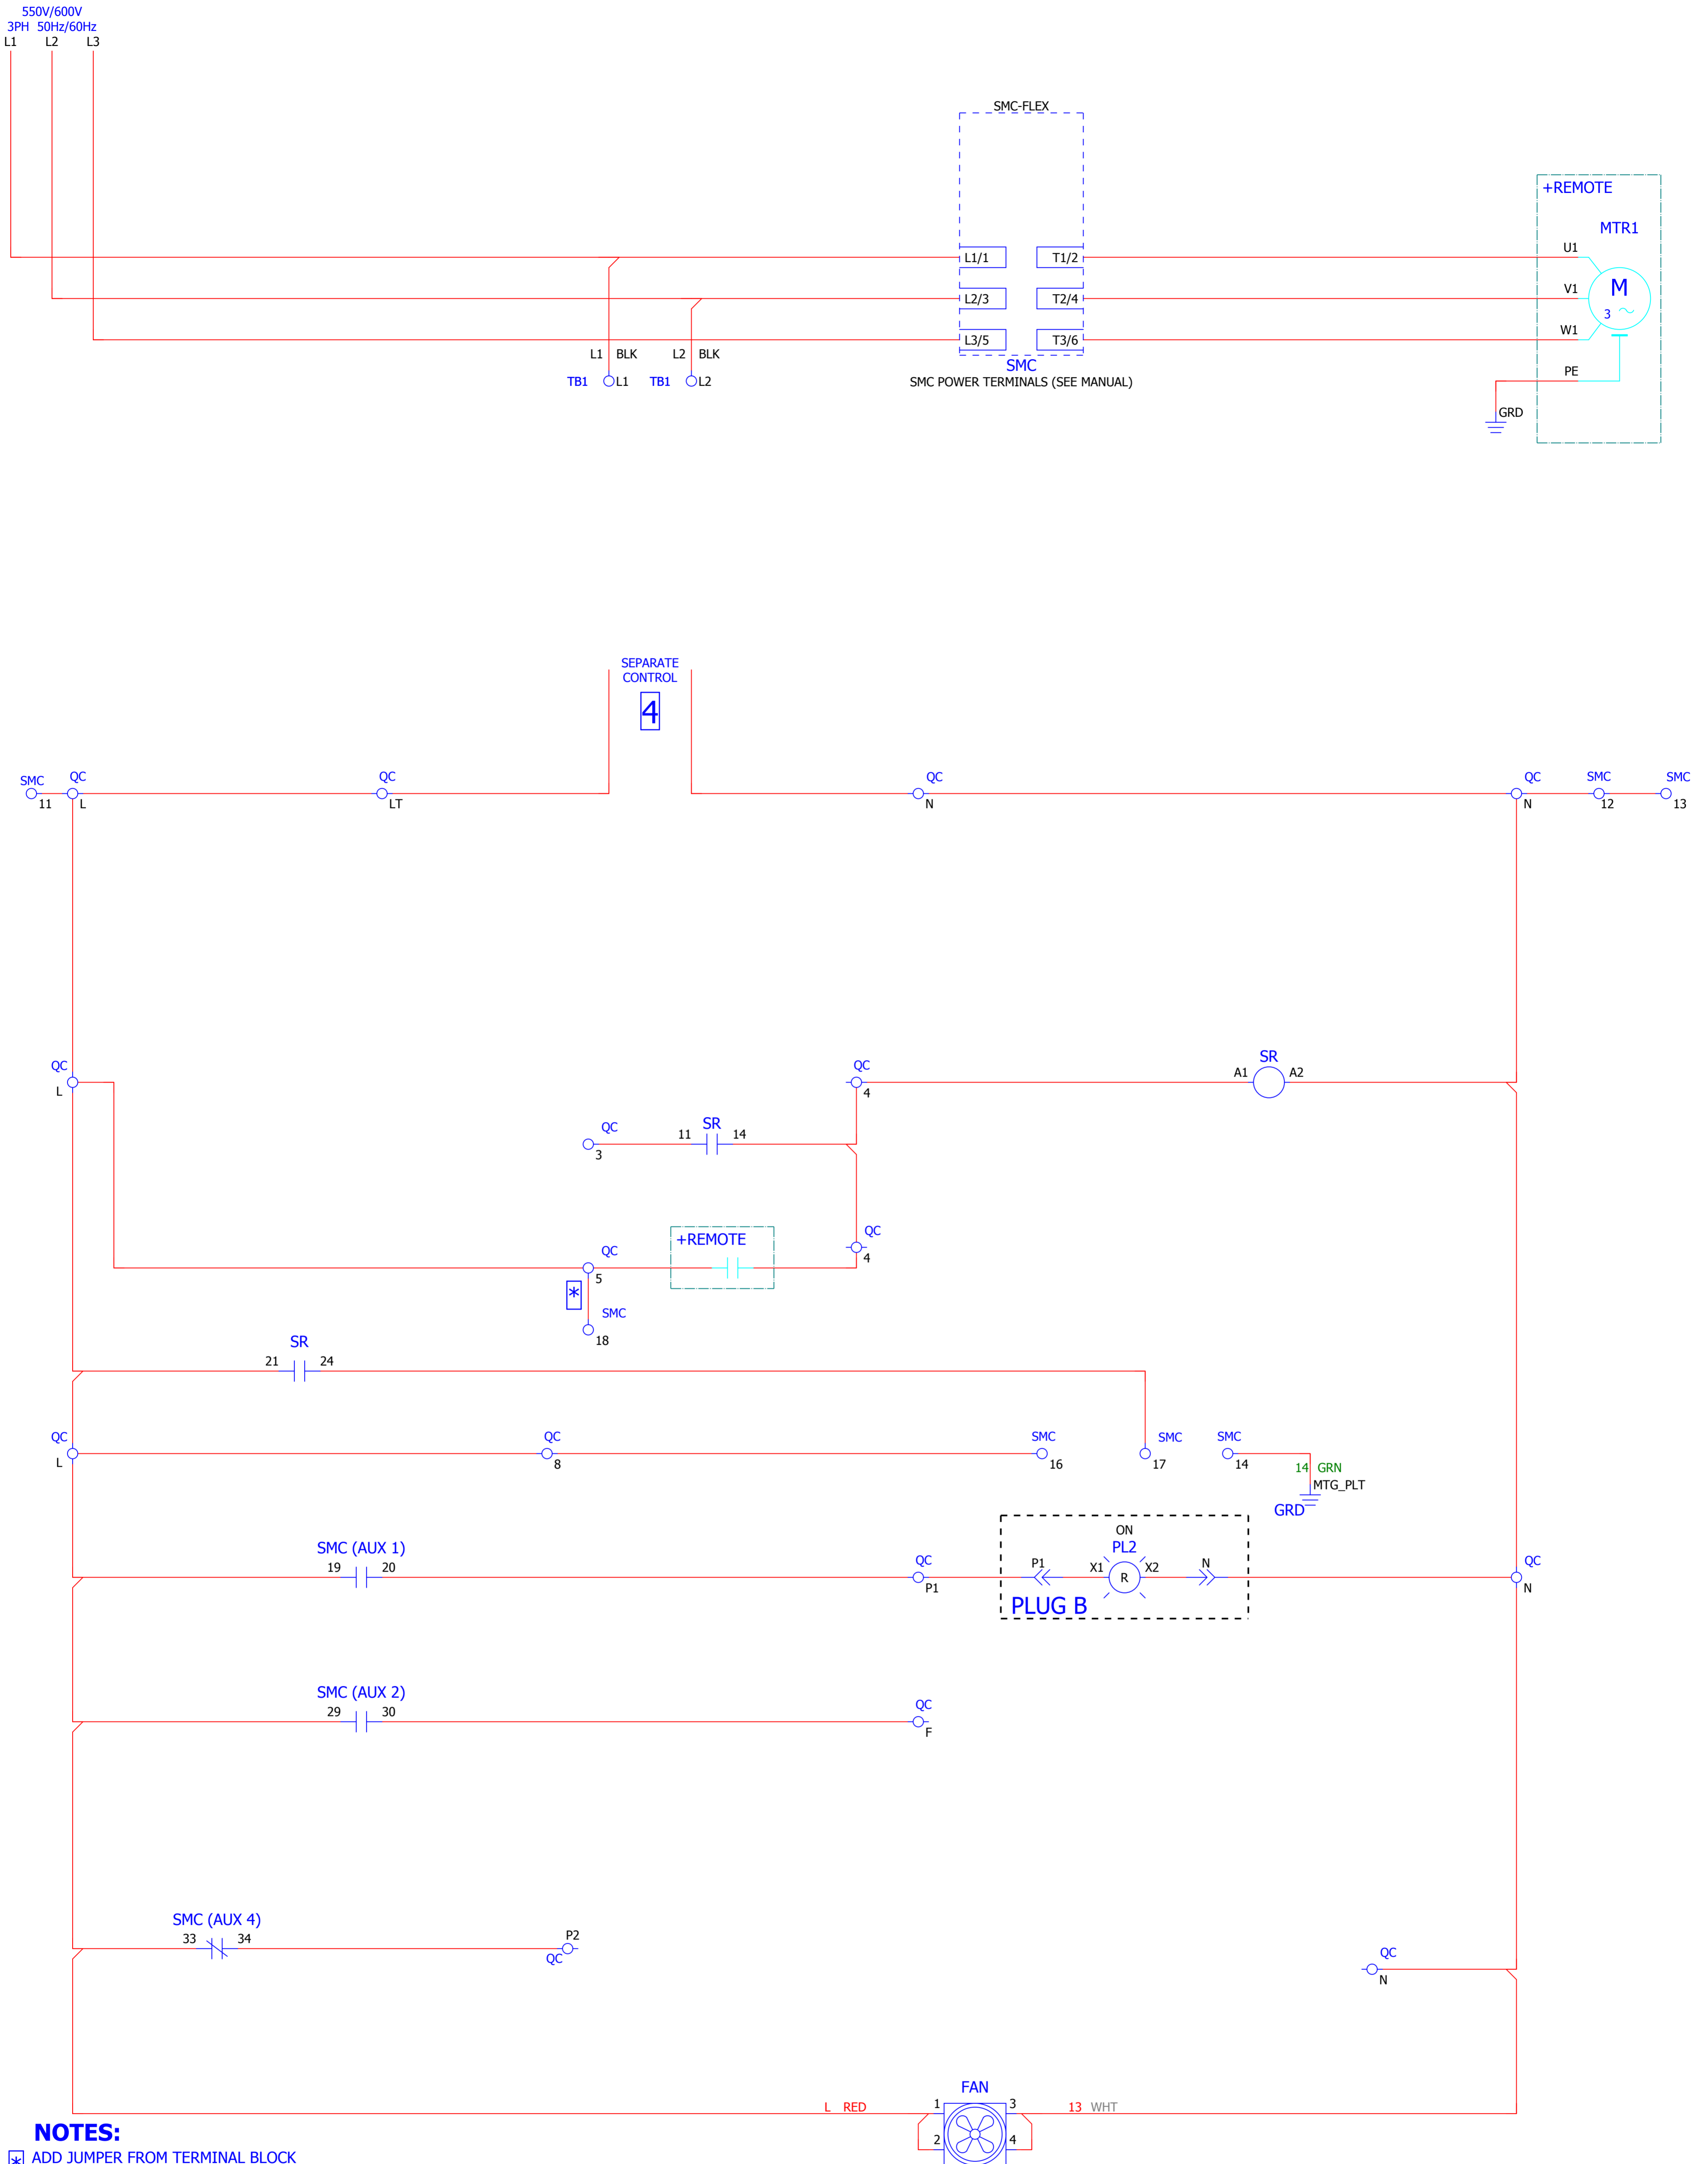 550V/600V
3PH 50Hz/60Hz
L1 L2 L3
SMC-FLEX
+REMOTE
MTR1
U1
L1/1 T1/2
V1 M
L2/3 T2/4
3
W1
L3/5 T3/6
L1 BLK L2 BLK
SMC
PE
TB1 L1 TB1 L2
SMC POWER TERMINALS (SEE MANUAL)
GRD
SEPARATE
CONTROL
4
SMC QC QC QC QC SMC SMC
11 L LT N N 12 13
QC QC SR
A1 A2
L 4
QC 11 SR 14
3
QC
+REMOTE
QC
4
5
*
SMC
18
SR
21 24
QC QC SMC SMC SMC
L 8 16 17 14
14 GRN
MTG_PLT
GRD
ON
SMC (AUX 1) PL2
19 20 QC P1 X1 X2 N QC
R
P1 N
PLUG B
SMC (AUX 2)
29 30 QC
F
SMC (AUX 4)
33 34 P2
QC
QC
N
FAN
L RED 1 3 13 WHT
NOTES:
2 4
* ADD JUMPER FROM TERMINAL BLOCK